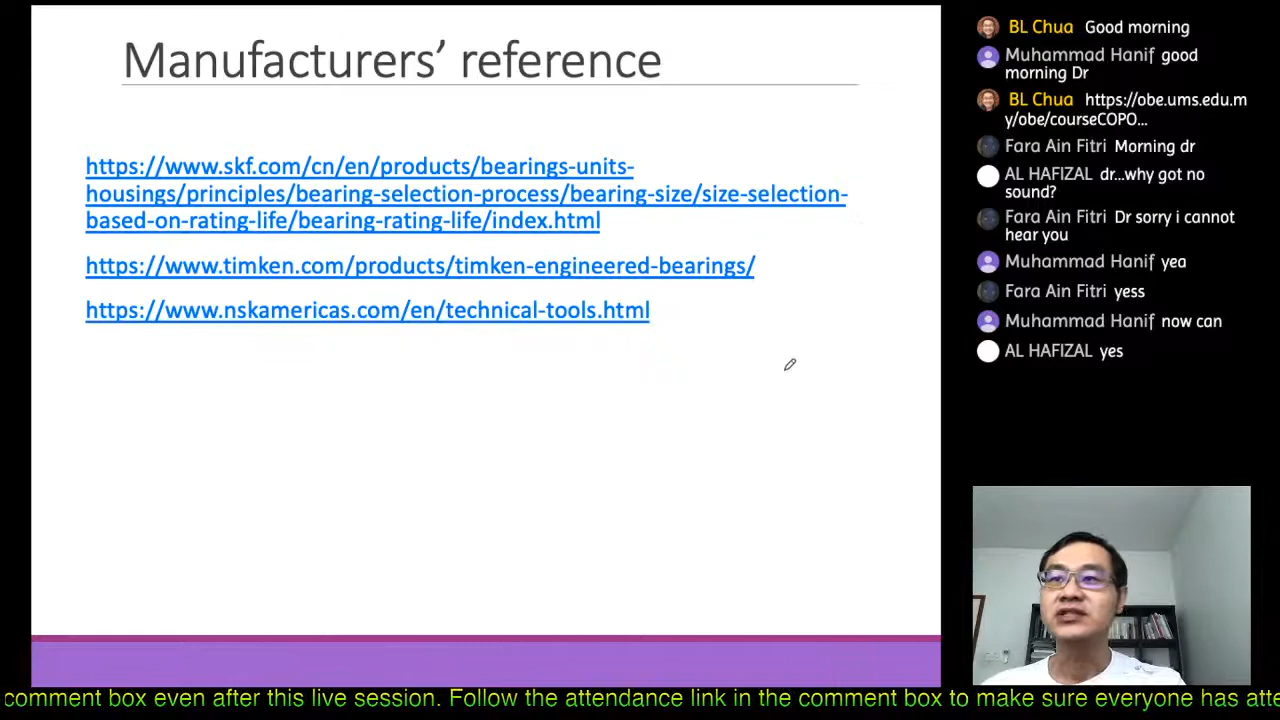 Manufacturers’ reference
https://www.skf.com/cn/en/products/bearings-units-
housings/principles/bearing-selection-process/bearing-size/size-selection-
based-on-rating-life/bearing-rating-life/index.html
https://www.timken.com/products/timken-engineered-bearings/
https://www.nskamericas.com/en/technical-tools.html
BL Chua Good morning
Muhammad Hanif good
morning Dr
BL Chua https://obe.ums.edu.m
y/obe/courseCOPO...
Fara Ain Fitri Morning dr
AL HAFIZAL dr...why got no
sound?
Fara Ain Fitri Dr sorry i cannot
hear you
Muhammad Hanif yea
Fara Ain Fitri yess
Muhammad Hanif now can
AL HAFIZAL yes
comment box even after this live session. Follow the attendance link in the comment box to make sure everyone has atte